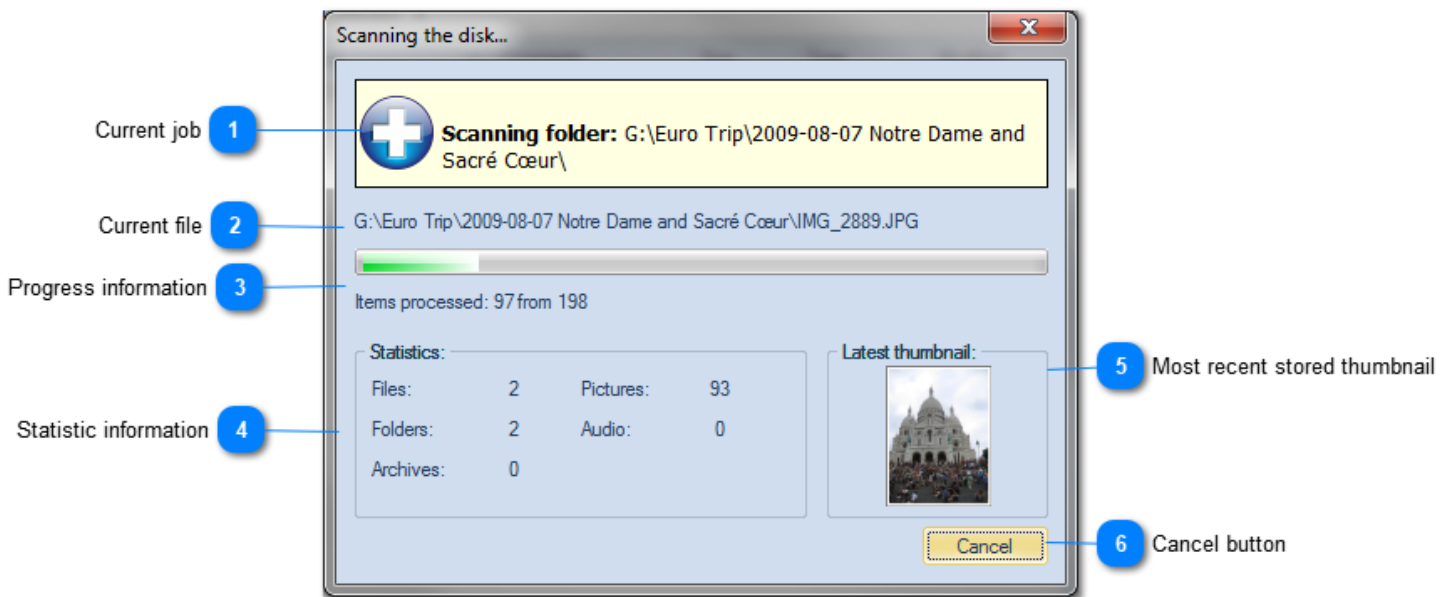 Scanning the disk...
Current job 1
Scanning folder: G:\Euro Trip\2009-08-07 Notre Dame and
Sacré Cœur\
Current file 2
G:\Euro Trip\2009-08-07 Notre Dame and Sacré Cœur\IMG_2889.JPG
Progress information 3
Items processed: 97 from 198
Statistics:
Files: 2 Pictures: 93
Folders: 2 Audio: 0
Archives: 0
Statistic information 4
Latest thumbnail:
5 Most recent stored thumbnail
Cancel
6 Cancel button